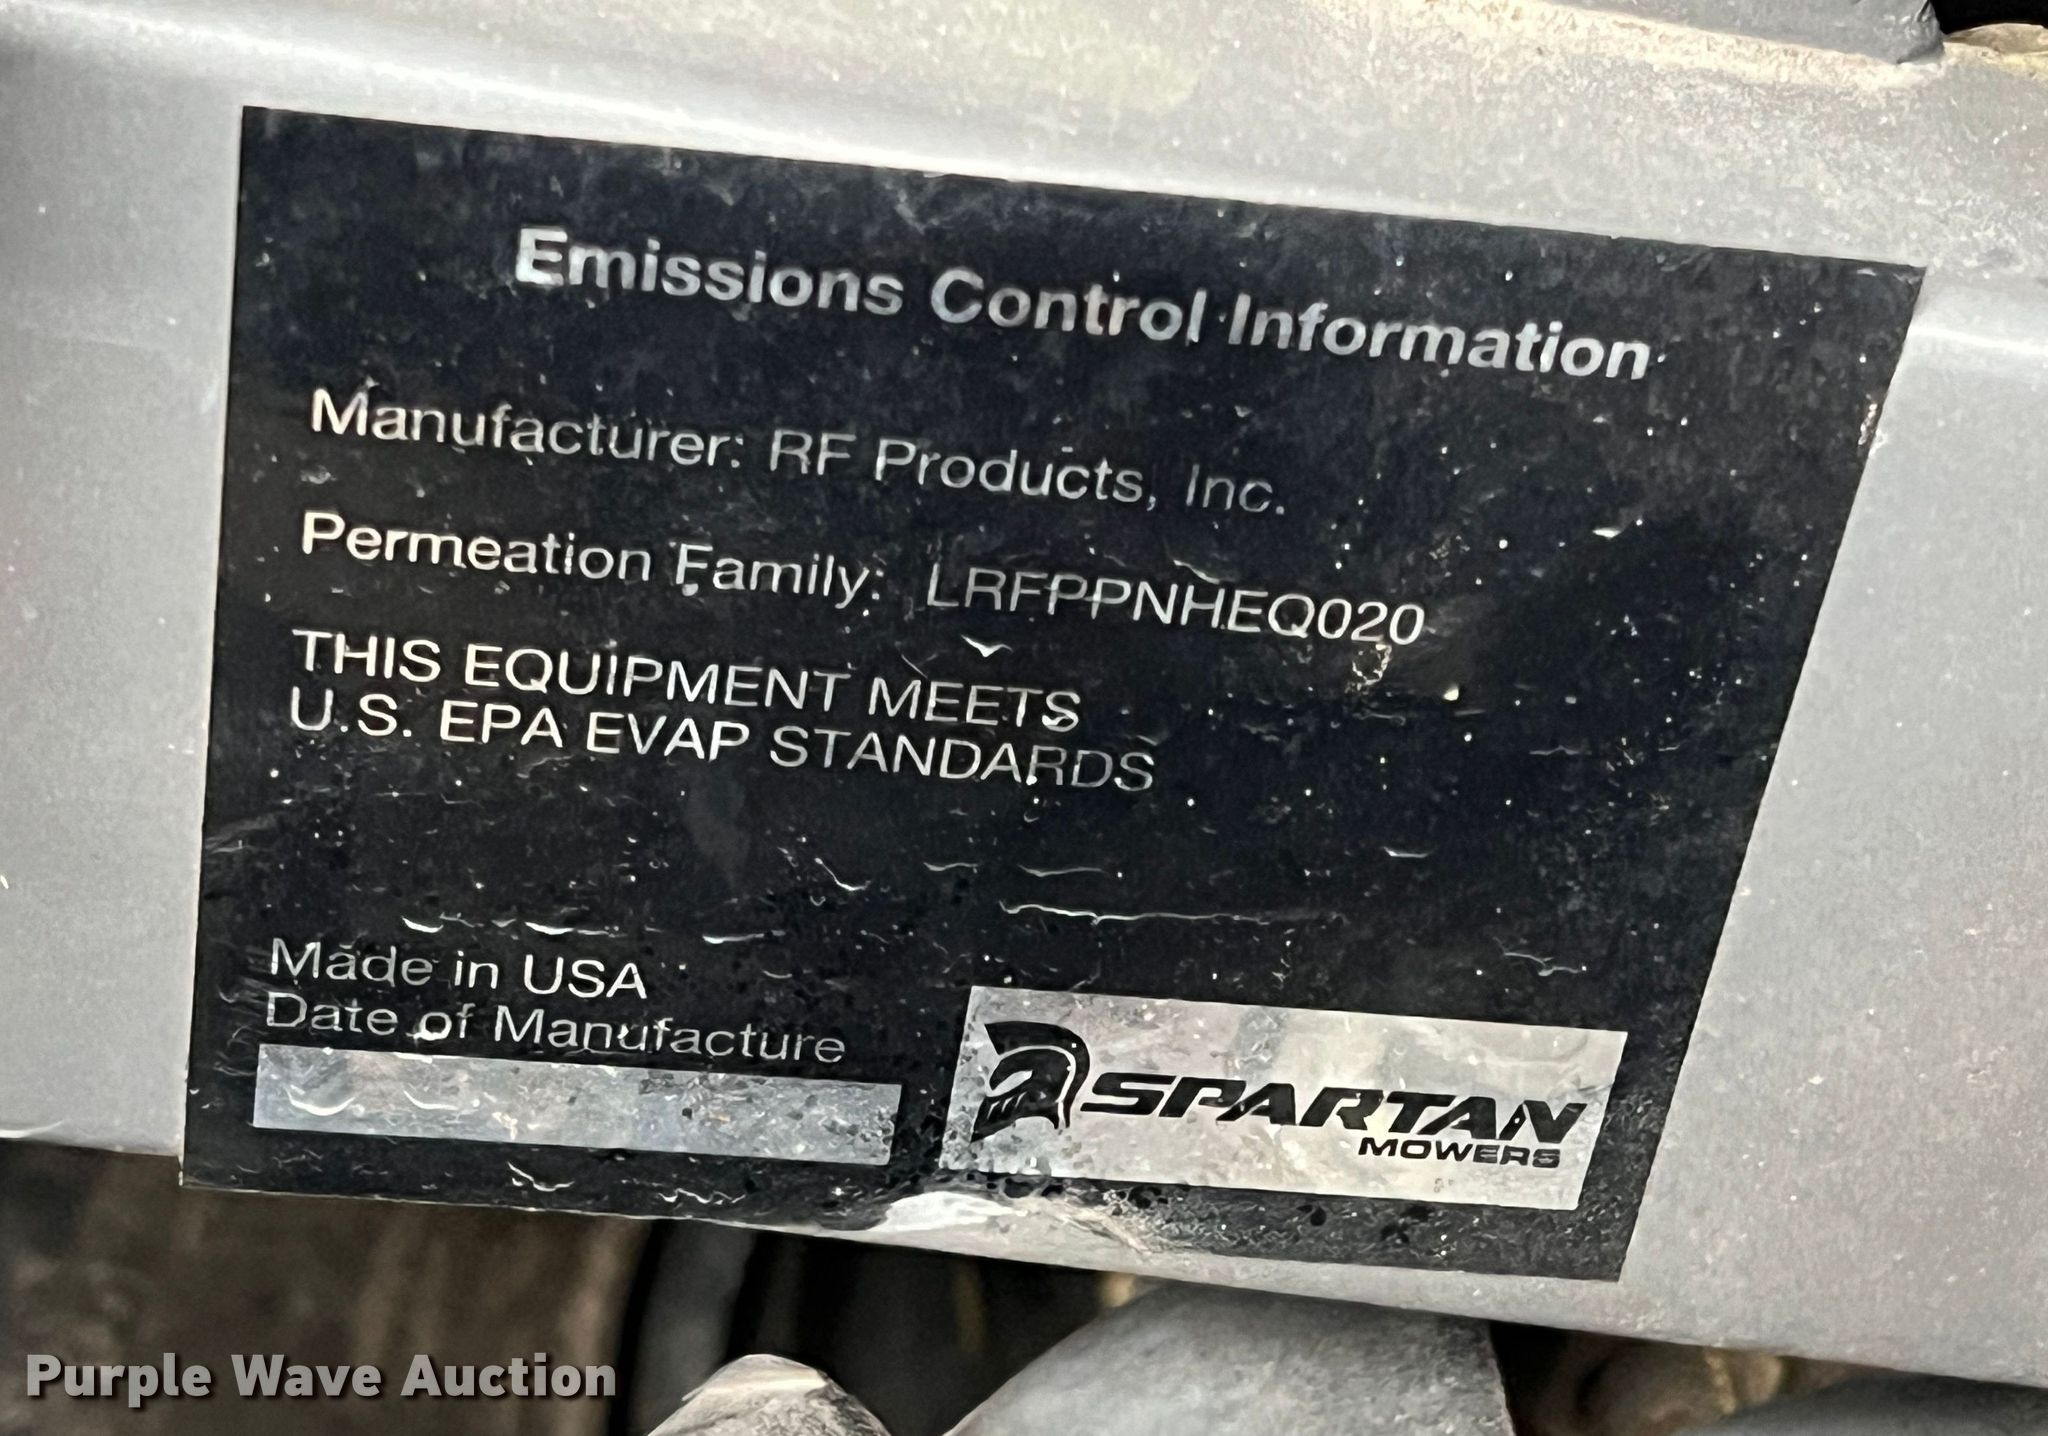 Emissions Control Information
Manufacturer: RF Products, Inc.
Permeation Family: LRFPPNHEQ020
THIS EQUIPMENT MEETS
U.S. EPA EVAP STANDARDS
Made in USA
Date of Manufacture
SPARTAN
MOWERS
Purple Wave Auction